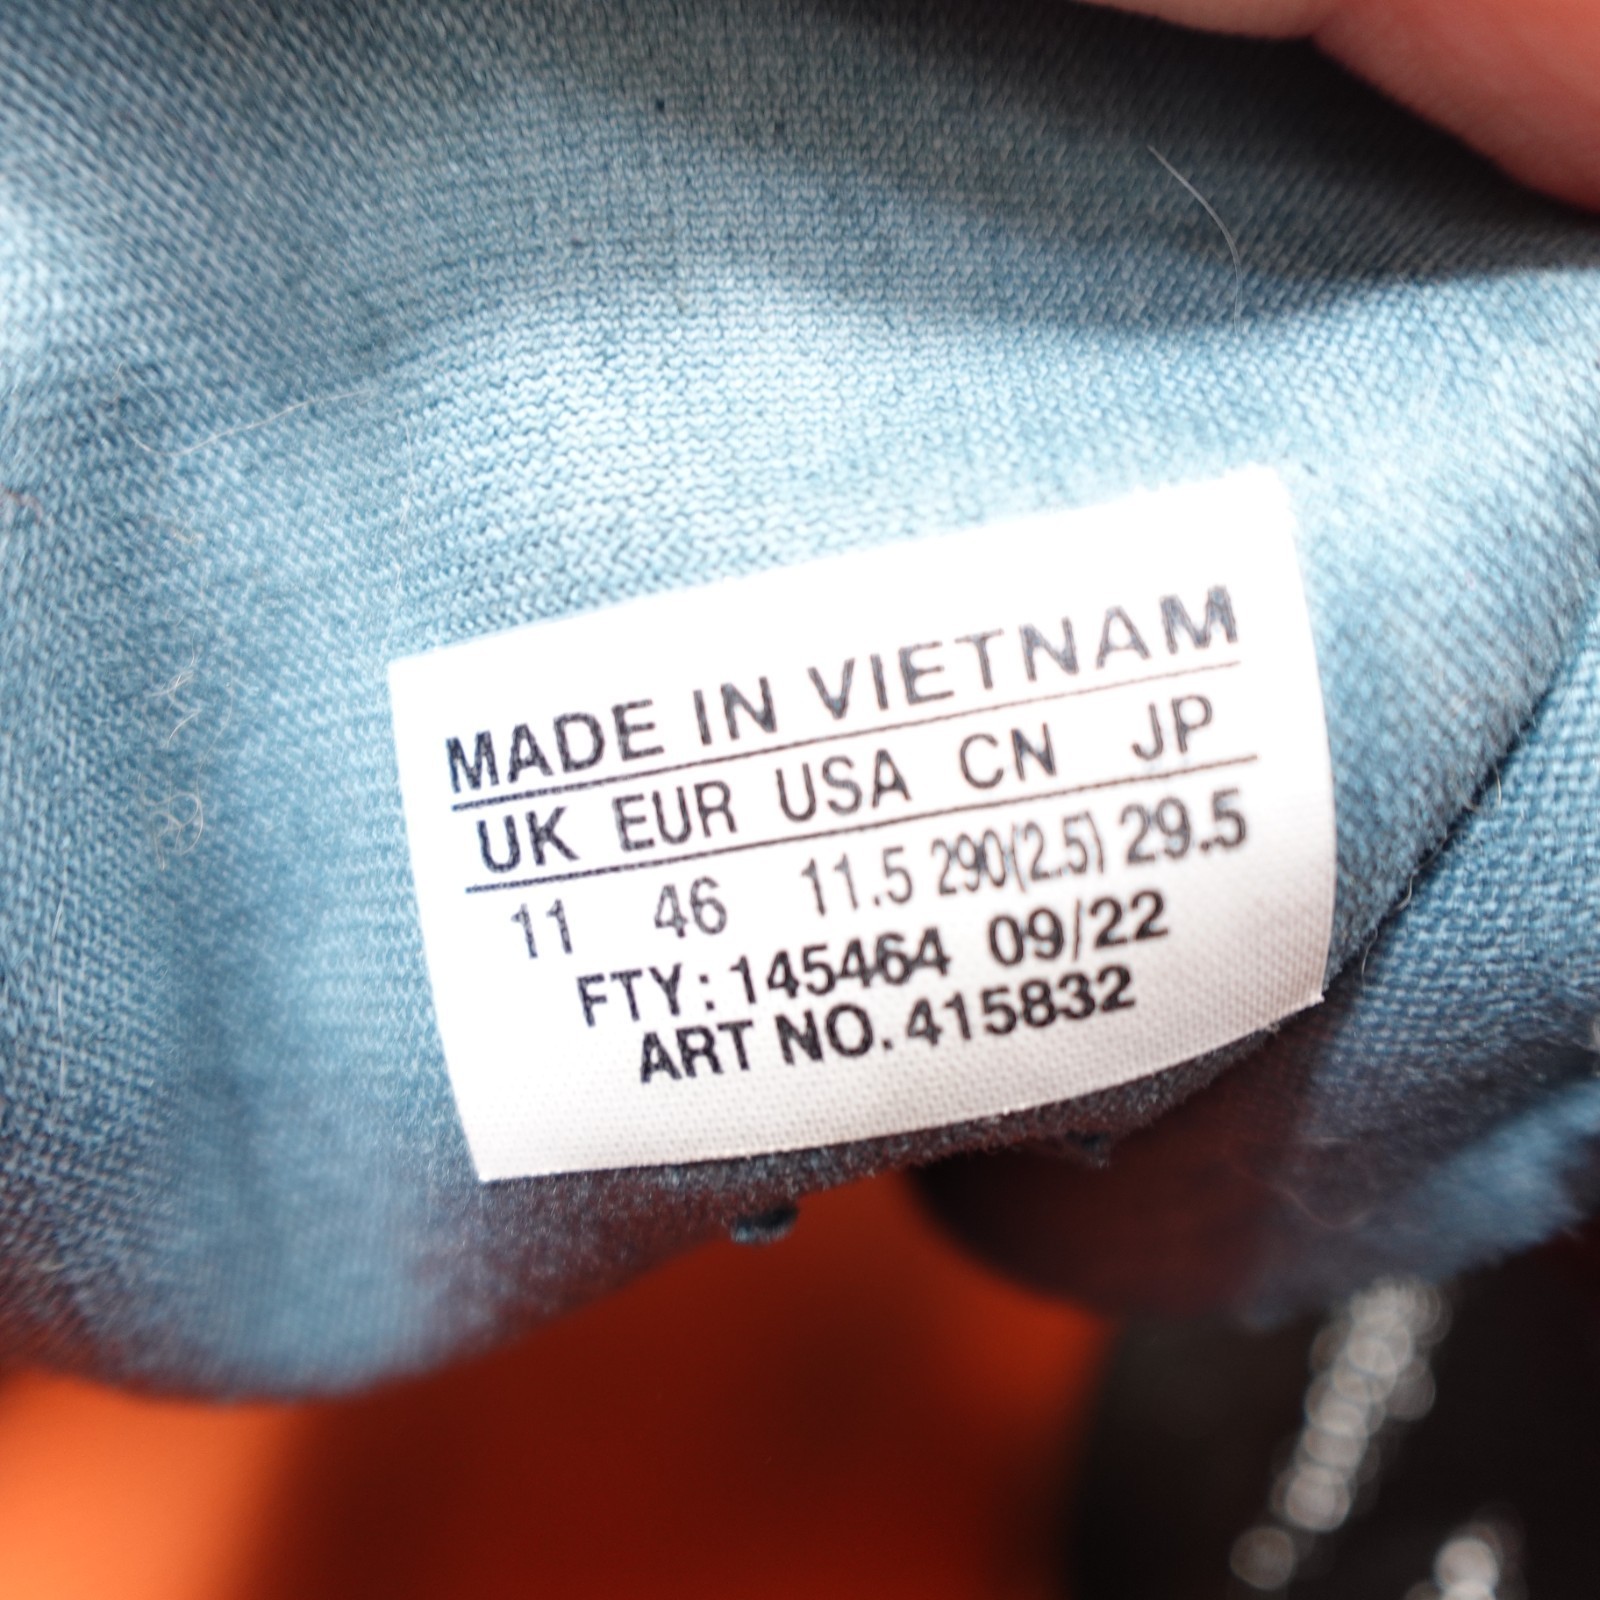 MADE IN VIETNAM
UK EUR USA CN JP
11 46 11.5 290(2.5) 29.5
FTY: 145464 09/22
ART NO. 415832